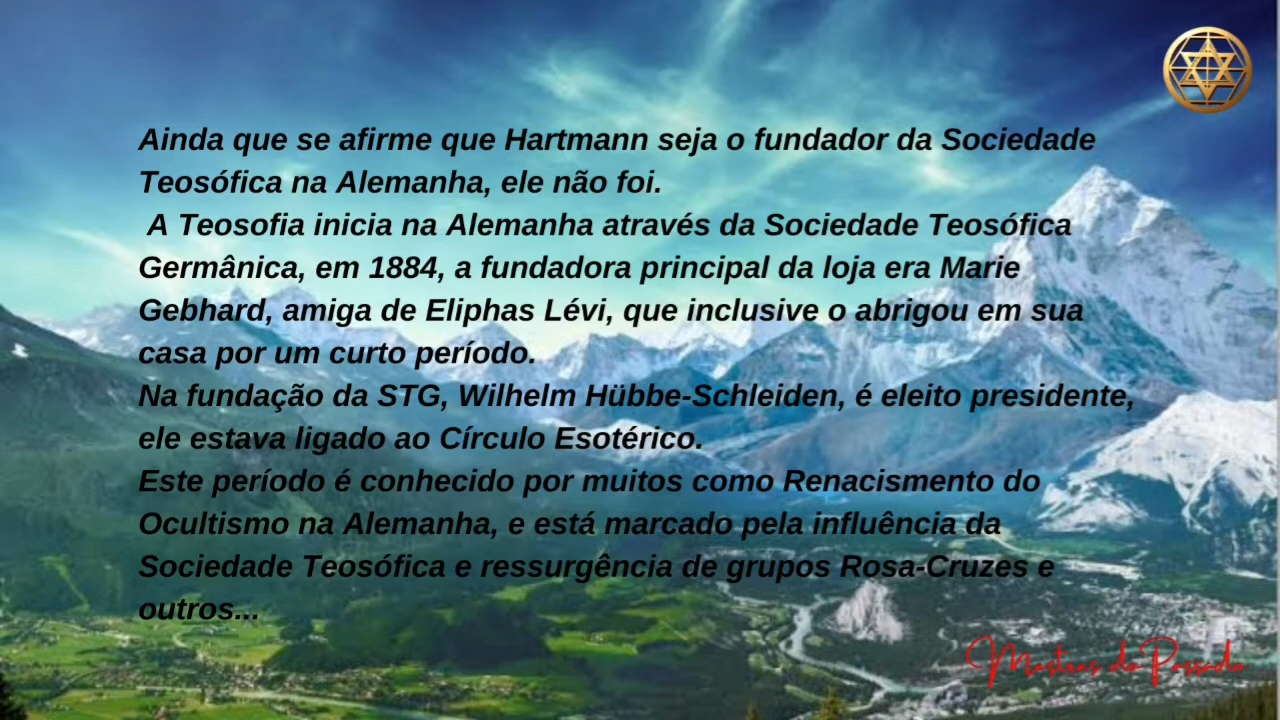 Ainda que se afirme que Hartmann seja o fundador da Sociedade
Teosófica na Alemanha, ele não foi.
A Teosofia inicia na Alemanha através da Sociedade Teosófica
Germânica, em 1884, a fundadora principal da loja era Marie
Gebhard, amiga de Eliphas Lévi, que inclusive o abrigou em sua
casa por um curto período.
Na fundação da STG, Wilhelm Hübbe-Schleiden, é eleito presidente,
ele estava ligado ao Círculo Esotérico.
Este período é conhecido por muitos como Renacismento do
Ocultismo na Alemanha, e está marcado pela influência da
Sociedade Teosófica e ressurgência de grupos Rosa-Cruzes e
outros...
Mestres do Passado